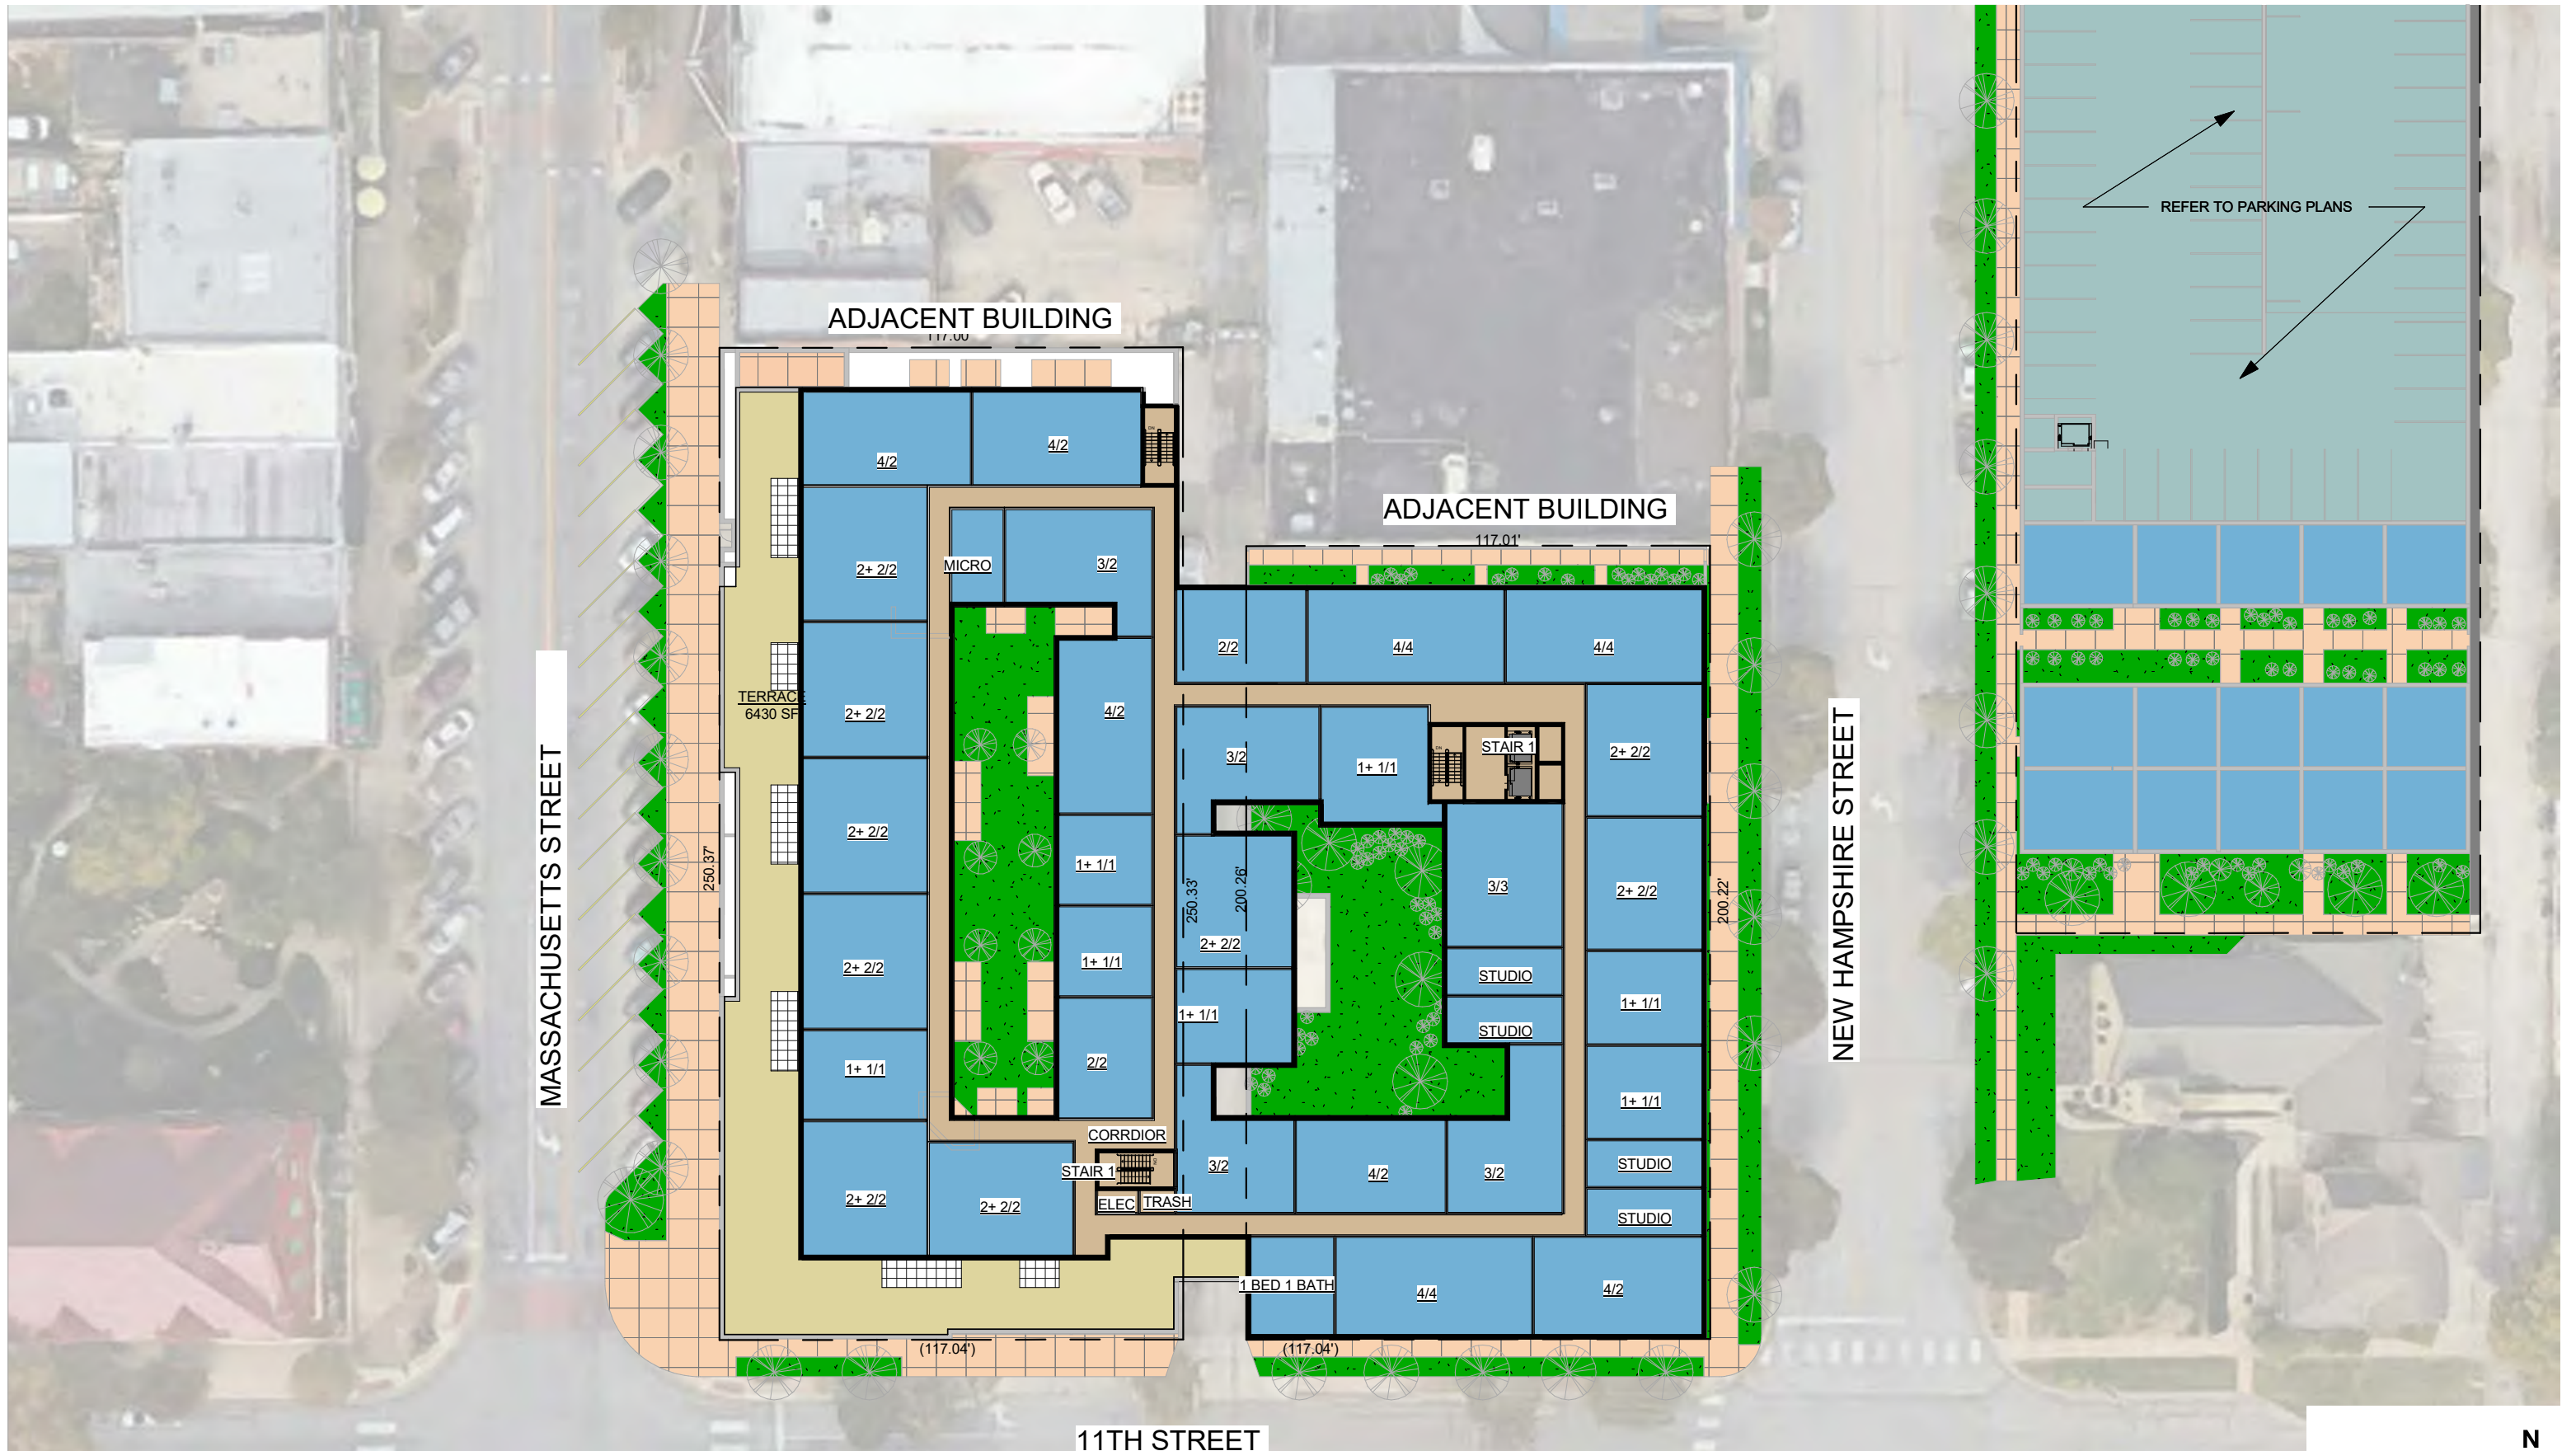 REFER TO PARKING PLANS
ADJACENT BUILDING
117.00
4/2
4/2
ADJACENT BUILDING
117.01'
2+ 2/2
MICRO
3/2
2/2
4/4
4/4
TERRACE
6430 SF
2+ 2/2
4/2
3/2
1+ 1/1
STAIR 1
2+ 2/2
MASSACHUSETTS STREET
250.37'
2+ 2/2
1+ 1/1
250.33'
200.26'
3/3
2+ 2/2
200.22'
NEW HAMPSHIRE STREET
2+ 2/2
1+ 1/1
2+ 2/2
STUDIO
1+ 1/1
1+ 1/1
STUDIO
1+ 1/1
2/2
1+ 1/1
CORRDIOR
STAIR 1
3/2
4/2
3/2
STUDIO
2+ 2/2
2+ 2/2
ELEC
TRASH
STUDIO
1 BED 1 BATH
4/4
4/2
(117.04')
(117.04')
11TH STREET
N